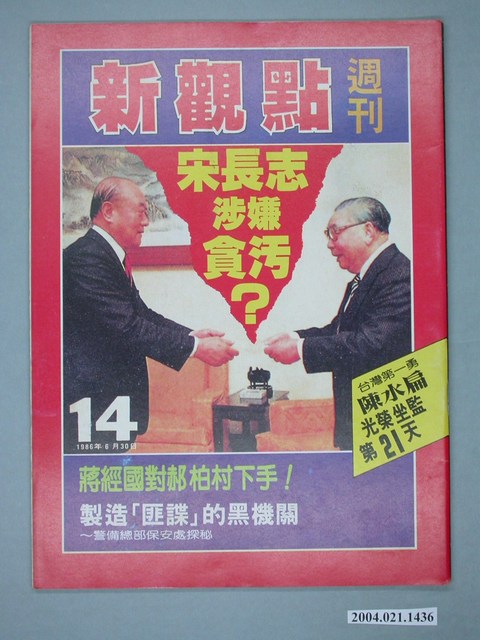 新觀點
週刊
宋長志
涉嫌
貪污
？
14
1986年6月30日
台灣第一勇
陳水扁
光榮坐監
第21天
蔣經國對郝柏村下手！
製造「匪諜」的黑機關
～警備總部保安處探秘
2004.021.1436